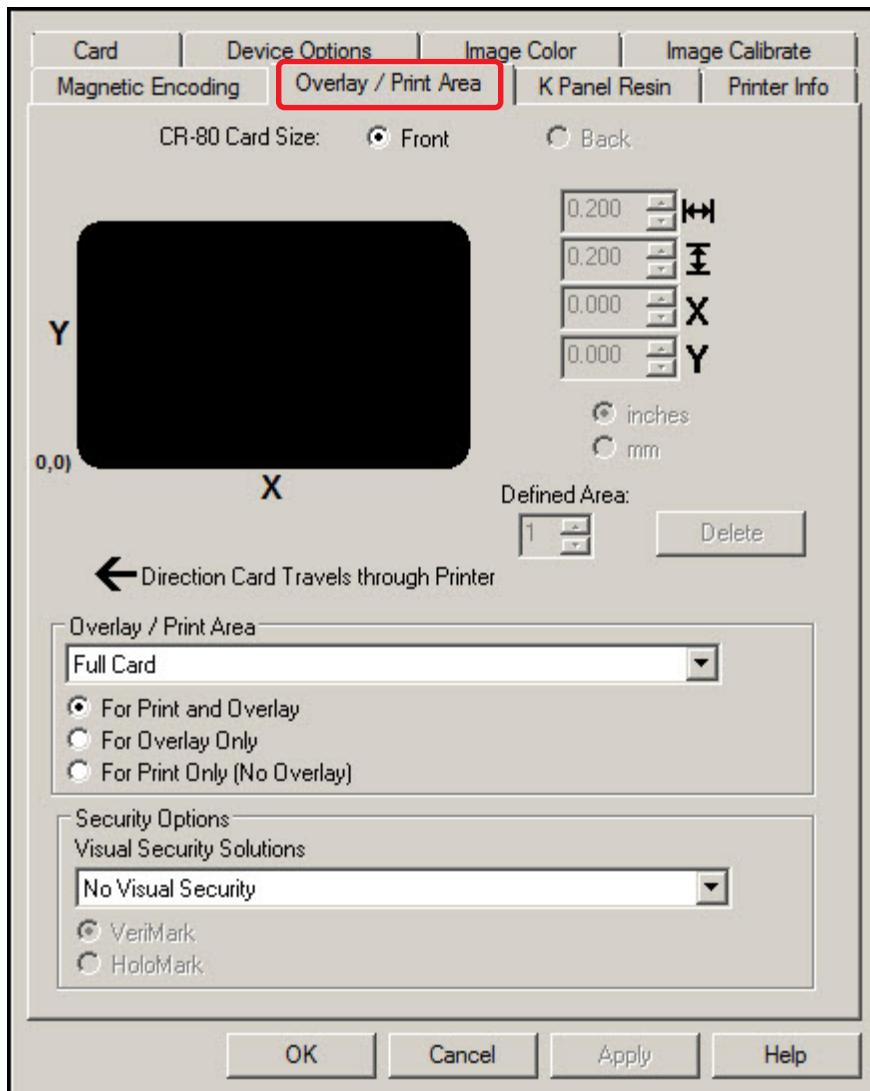 Card Device Options Image Color Image Calibrate
Magnetic Encoding Overlay / Print Area K Panel Resin Printer Info
CR-80 Card Size: Front Back
0.200
0.200
0.000 X
0.000 Y
Y
inches
mm
0,0)
X
Defined Area:
1 Delete
Direction Card Travels through Printer
Overlay / Print Area
Full Card
For Print and Overlay
For Overlay Only
For Print Only (No Overlay)
Security Options
Visual Security Solutions
No Visual Security
VeriMark
HoloMark
OK Cancel Apply Help